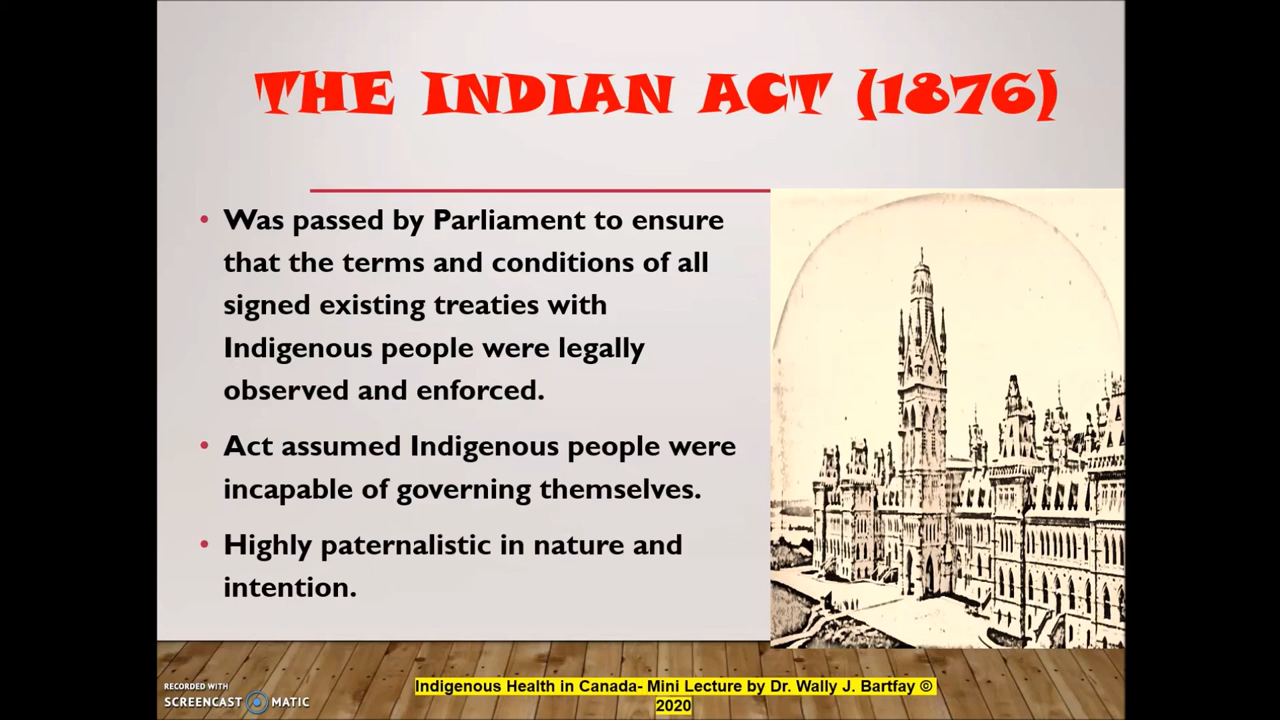 THE INDIAN ACT (1876)
• Was passed by Parliament to ensure
that the terms and conditions of all
signed existing treaties with
Indigenous people were legally
observed and enforced.
• Act assumed Indigenous people were
incapable of governing themselves.
• Highly paternalistic in nature and
intention.
RECORDED WITH
SCREENCAST MATIC
Indigenous Health in Canada- Mini Lecture by Dr. Wally J. Bartfay ©
2020